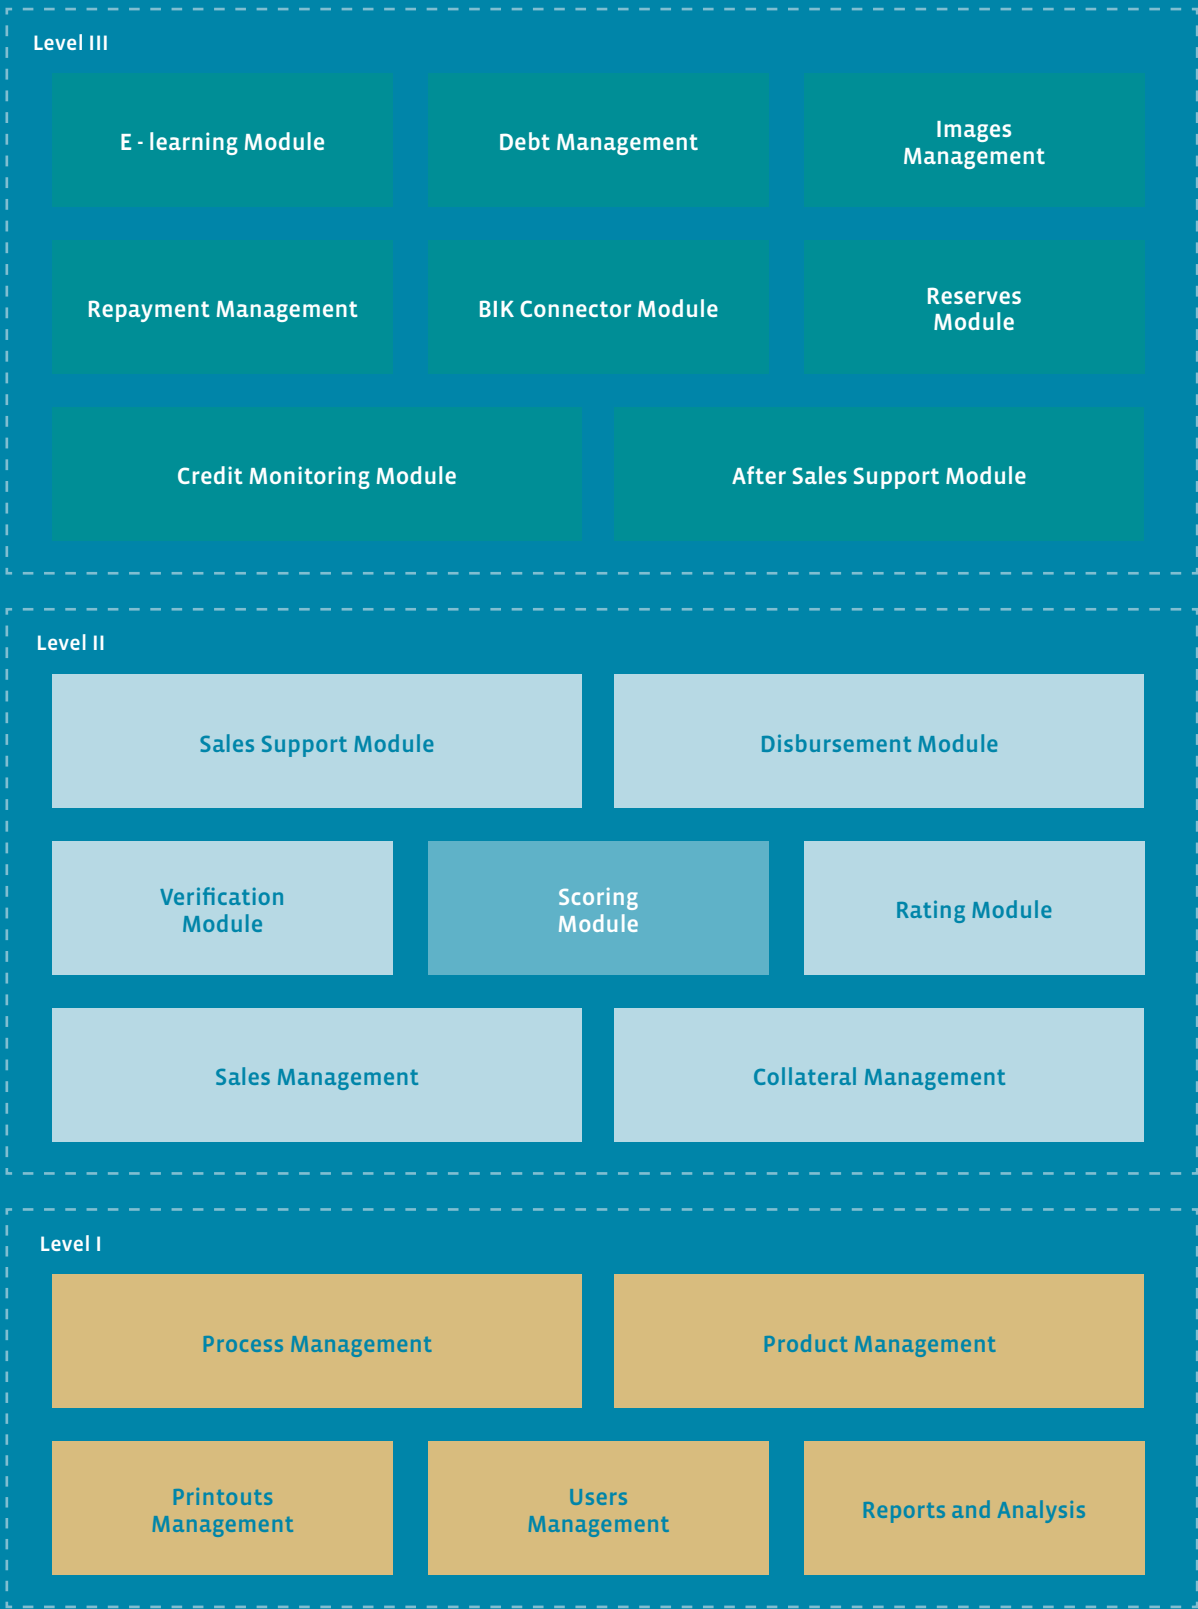 Level III
E - learning Module
Debt Management
Images
Management
Repayment Management
BIK Connector Module
Reserves
Module
Credit Monitoring Module
After Sales Support Module
Level II
Sales Support Module
Disbursement Module
Verification
Module
Scoring
Module
Rating Module
Sales Management
Collateral Management
Level I
Process Management
Product Management
Printouts
Management
Users
Management
Reports and Analysis